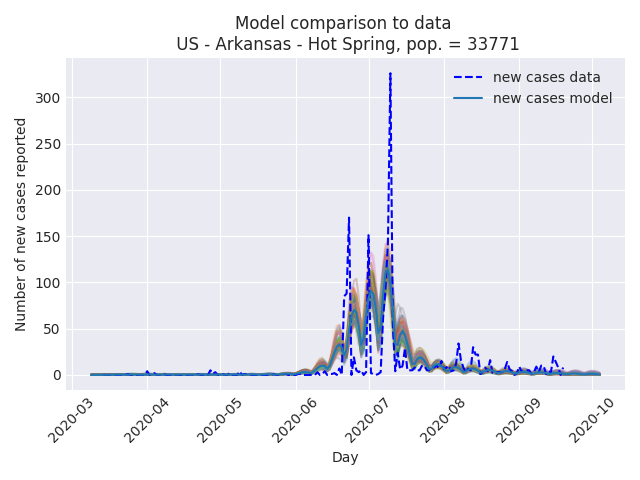 Model comparison to data
US - Arkansas - Hot Spring, pop. = 33771
new cases data
new cases model
Number of new cases reported
300
250
200
150
100
50
0
2020-03
2020-04
2020-05
2020-06
2020-07
2020-08
2020-09
2020-10
Day